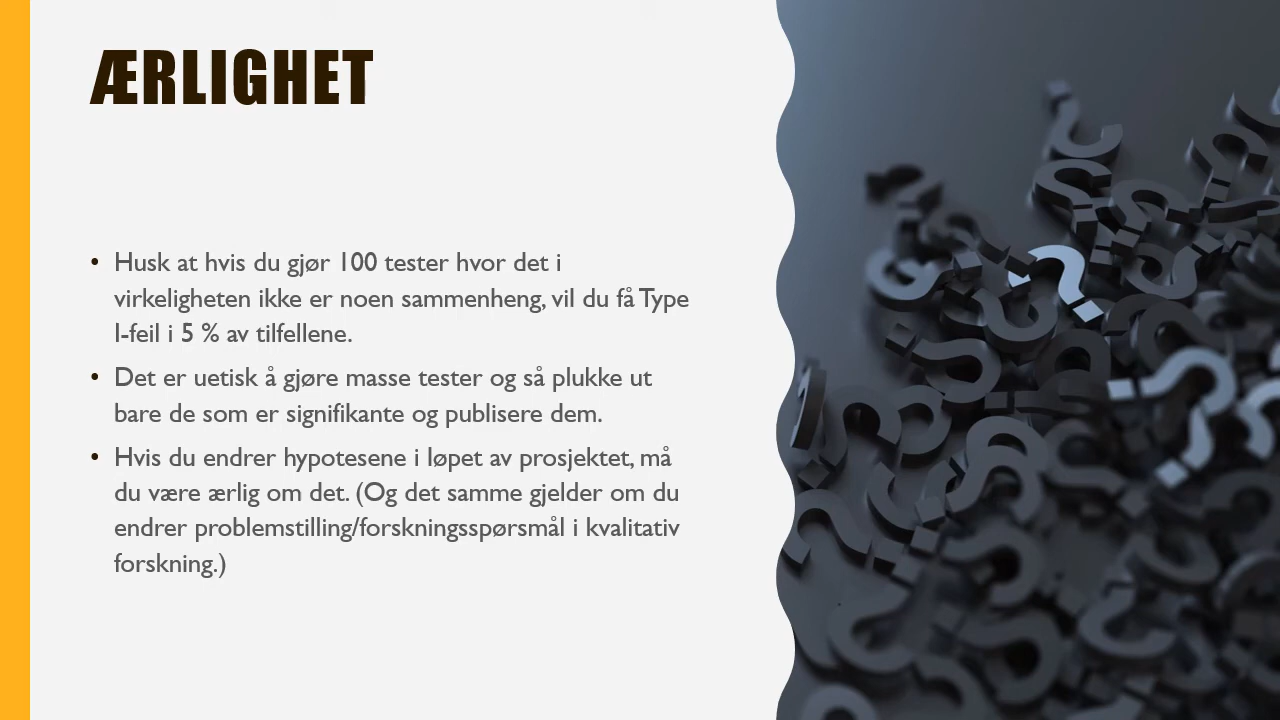 ÆRLIGHET
• Husk at hvis du gjør 100 tester hvor det i
virkeligheten ikke er noen sammenheng, vil du få Type
I-feil i 5 % av tilfellene.
• Det er uetisk å gjøre masse tester og så plukke ut
bare de som er signifikante og publisere dem.
• Hvis du endrer hypotesene i løpet av prosjektet, må
du være ærlig om det. (Og det samme gjelder om du
endrer problemstilling/forskningsspørsmål i kvalitativ
forskning.)